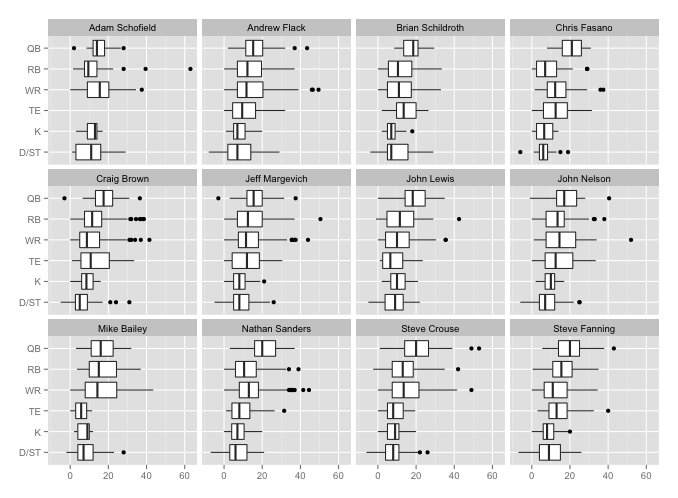 Adam Schofield Andrew Flack Brian Schildroth Chris Fasano
QB
RB
WR
TE
K
D/ST
Craig Brown Jeff Margevich John Lewis John Nelson
QB
RB
WR
TE
K
D/ST
Mike Bailey Nathan Sanders Steve Crouse Steve Fanning
QB
RB
WR
TE
K
D/ST
0 20 40 60 0 20 40 60 0 20 40 60 0 20 40 60